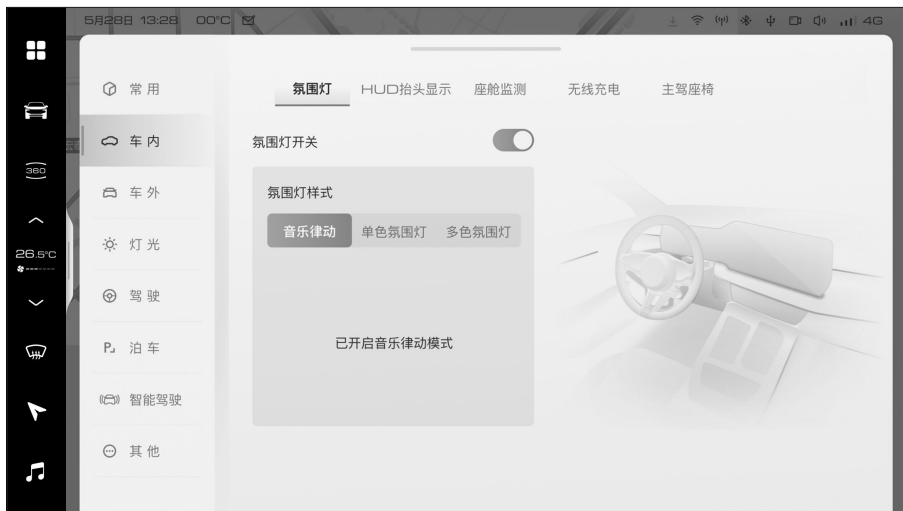 5月28日 13:28 00°C
4G
常用
氛围灯 HUD抬头显示 座舱监测 无线充电 主驾座椅
车内
氛围灯开关
360
车外
氛围灯样式
音乐律动 单色氛围灯 多色氛围灯
灯光
26.5°C
驾驶
已开启音乐律动模式
P 泊车
智能驾驶
其他